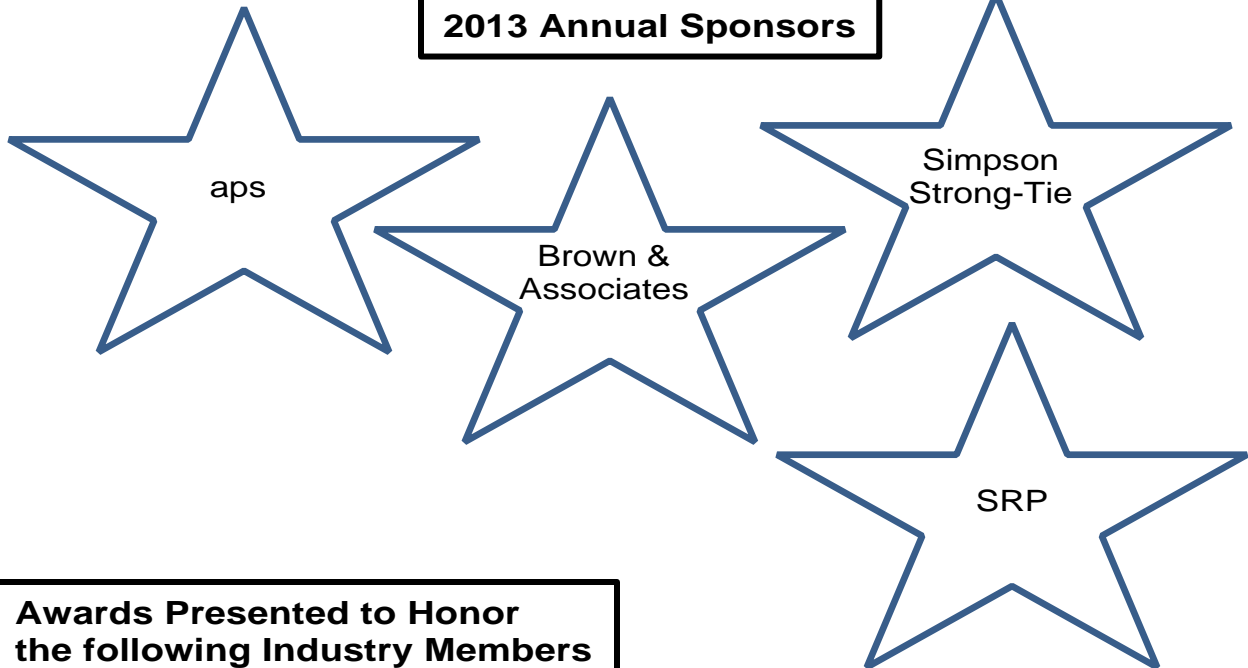 2013 Annual Sponsors
aps
Brown &
Associates
Simpson
Strong-Tie
SRP
Awards Presented to Honor
the following Industry Members